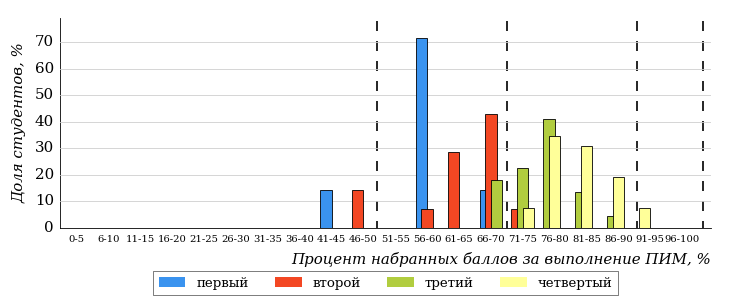 Доля студентов, %
70
60
50
40
30
20
10
0
0-5 6-10 11-15 16-20 21-25 26-30 31-35 36-40 41-45 46-50 51-55 56-60 61-65 66-70 71-75 76-80 81-85 86-90 91-95 96-100
Процент набранных баллов за выполнение ПИМ, %
первый второй третий четвертый